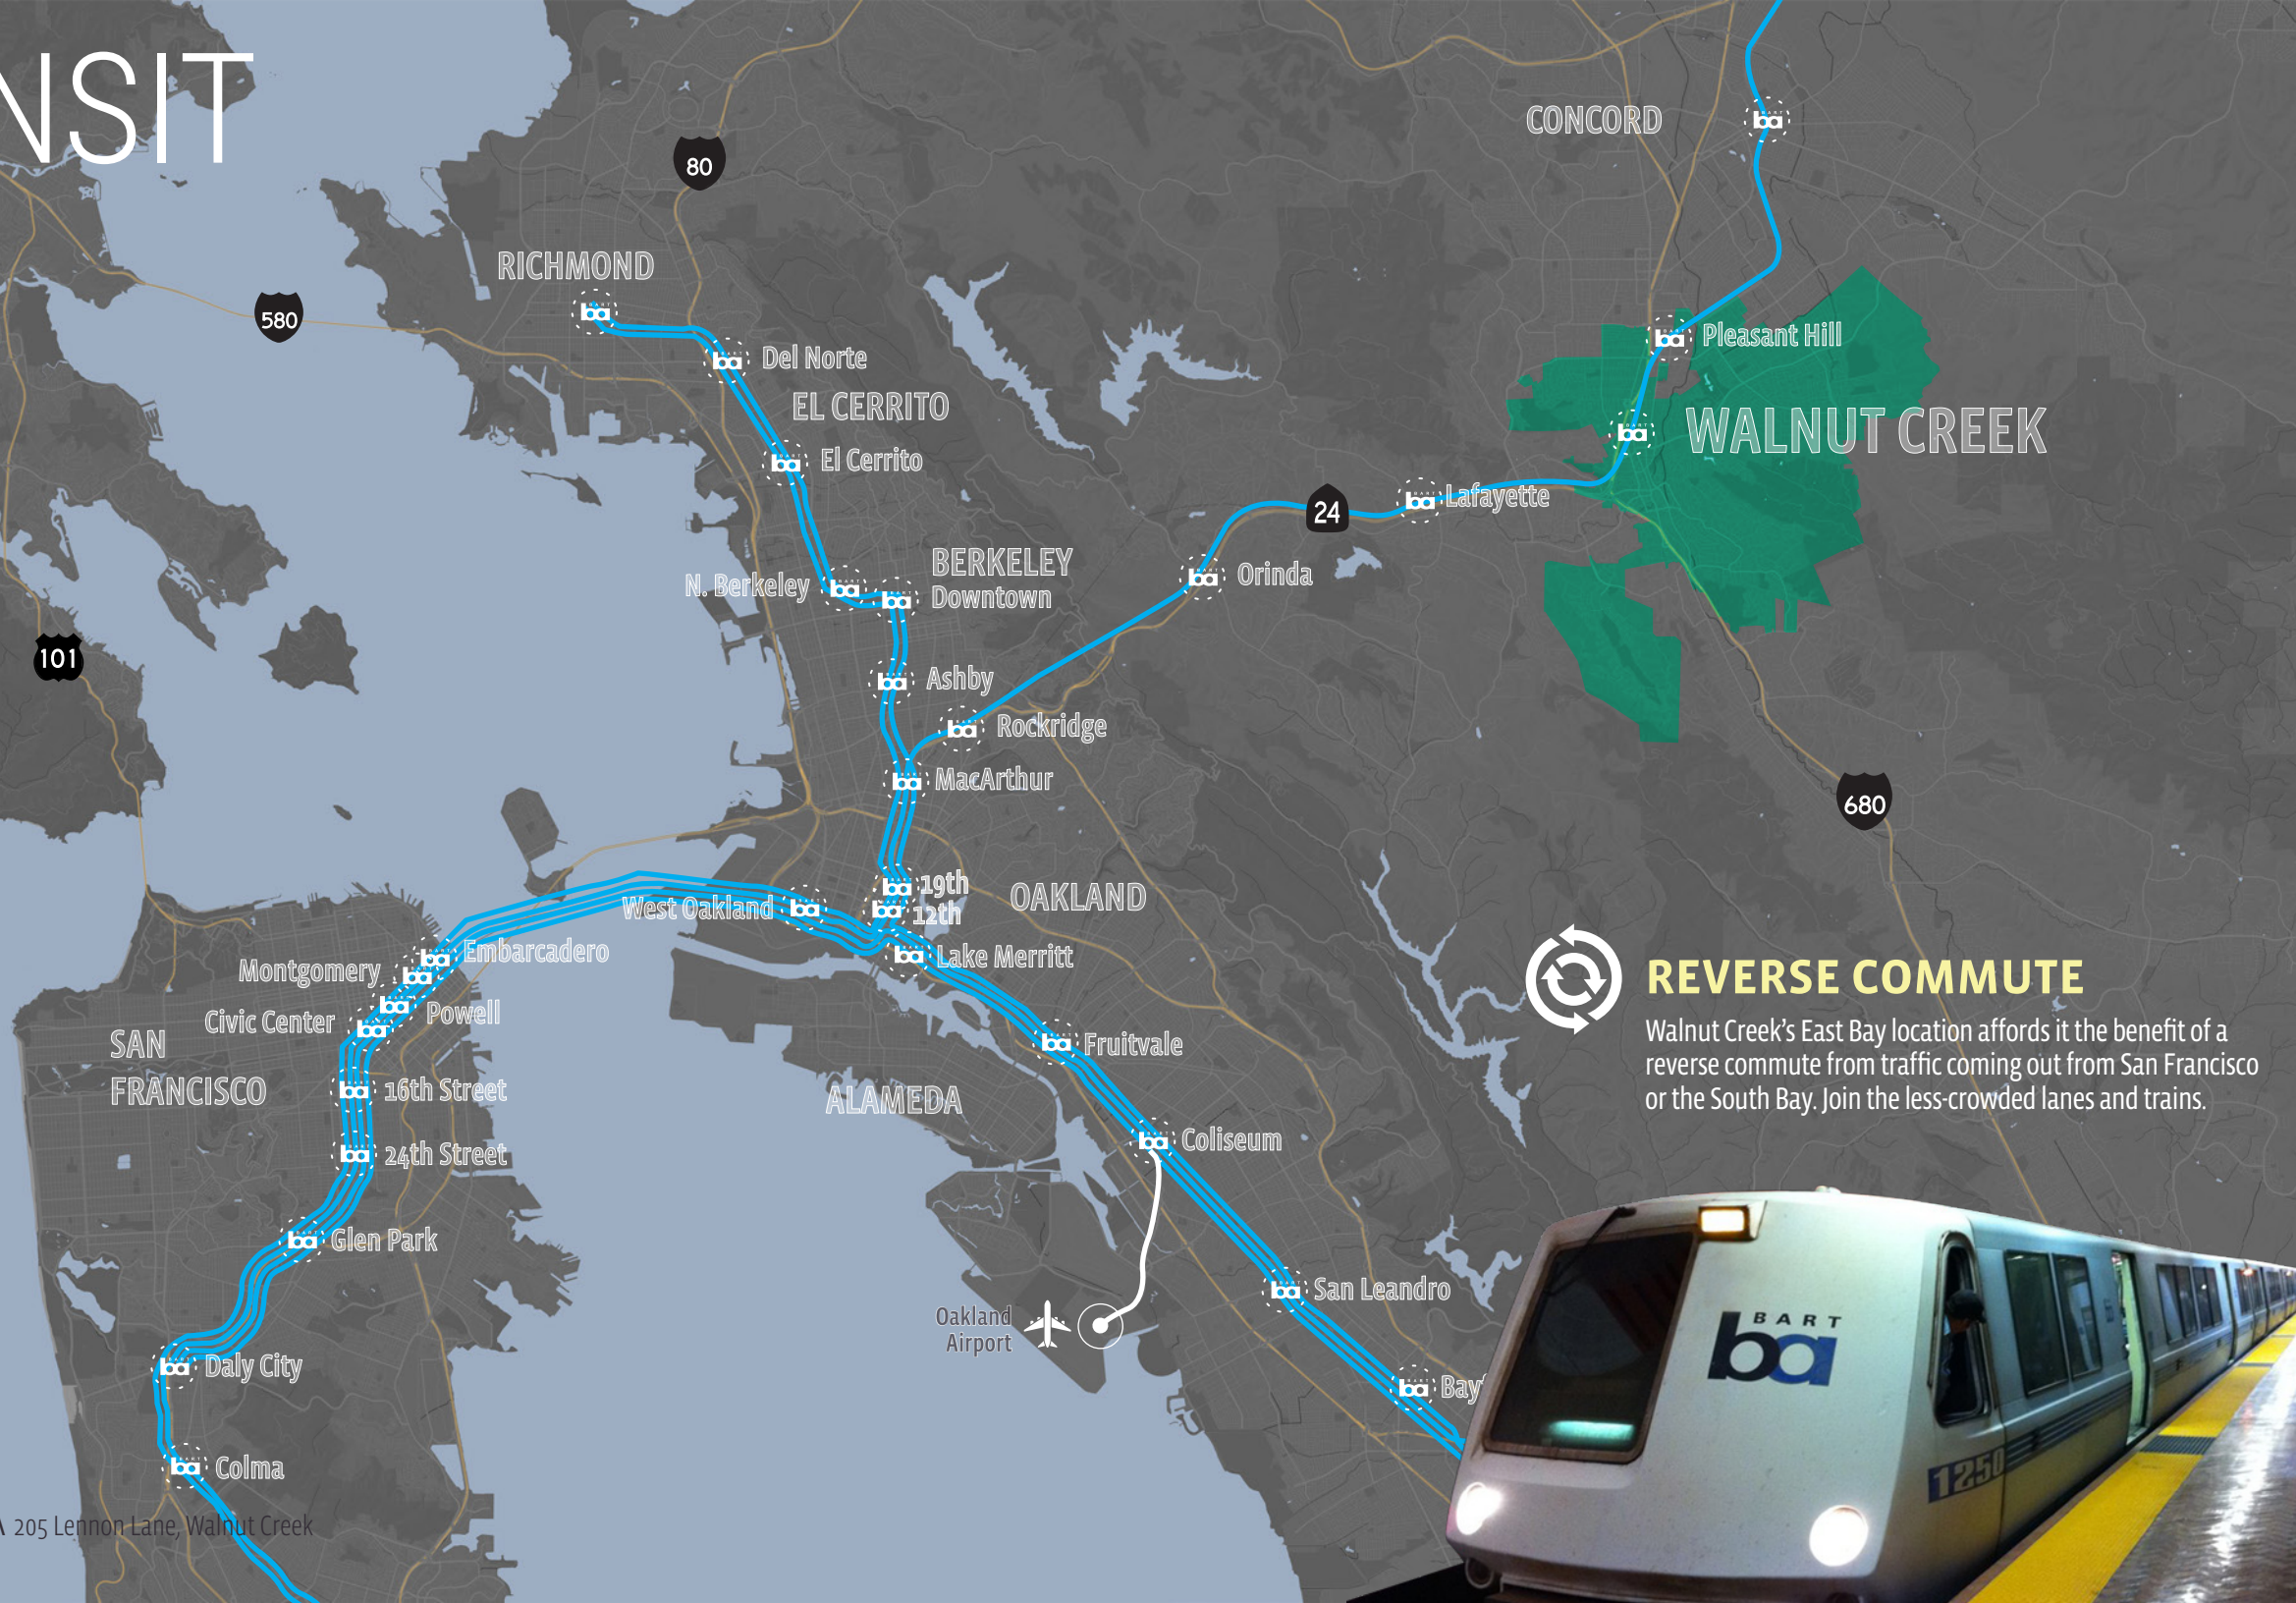 NSIT
CONCORD
80
RICHMOND
580
Del Norte
Pleasant Hill
EL CERRITO
WALNUT CREEK
El Cerrito
Lafayette
24
BERKELEY
N. Berkeley
Downtown
Orinda
101
Ashby
Rockridge
MacArthur
680
19th
OAKLAND
West Oakland
12th
Embarcadero
Lake Merritt
Montgomery
REVERSE COMMUTE
Powell
Civic Center
Walnut Creek's East Bay location affords it the benefit of a
reverse commute from traffic coming out from San Francisco
or the South Bay. Join the less-crowded lanes and trains.
SAN
FRANCISCO
Fruitvale
16th Street
ALAMEDA
24th Street
Coliseum
Glen Park
San Leandro
Oakland
Airport
BART
ba
Daly City
Bay
Colma
1250
205 Lennon Lane, Walnut Creek